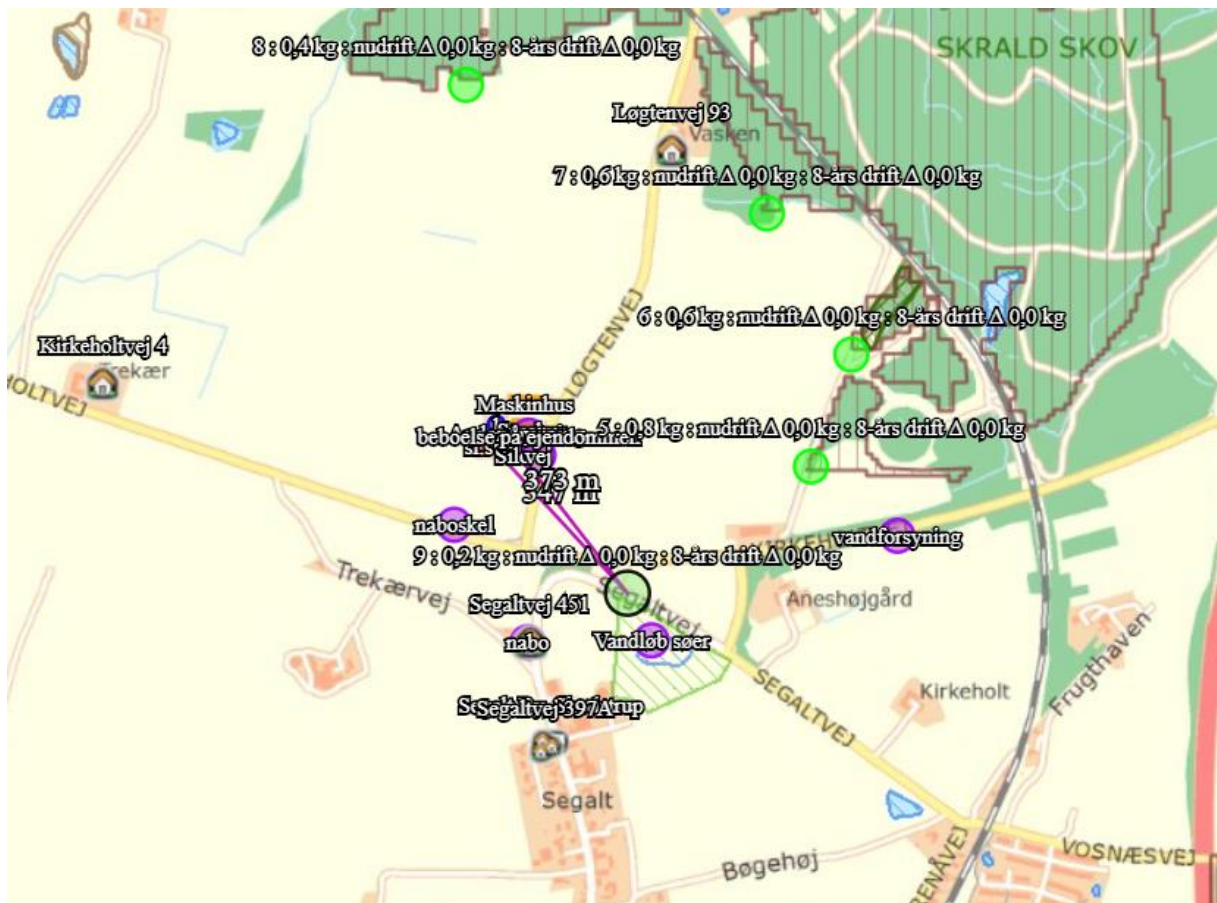 8 : 0,4 kg : nudrift Δ 0,0 kg : 8-års drift Δ 0,0 kg
SKRALD SKOV
Løgtenvej 93
Vasken
7 : 0,6 kg : nudrift Δ 0,0 kg : 8-års drift Δ 0,0 kg
6 : 0,6 kg : nudrift Δ 0,0 kg : 8-års drift Δ 0,0 kg
LØGTENVEJ
Kirkeholtvej 4
Trekær
HOLTVEJ
Maskinhus
5 : 0,8 kg : nudrift Δ 0,0 kg : 8-års drift Δ 0,0 kg
beboelse på ejendommen
373 m
347 m
naboskel
vandforsyning
9 : 0,2 kg : nudrift Δ 0,0 kg : 8-års drift Δ 0,0 kg
Trekærvej
Segaltvej
Aneshøjgård
Segaltvej 451
nabo
Vandløb søer
Frugthaven
Kirkeholt
SEGALTVEJ
Segaltvej 397A
Segalt
Bøgehøj
RENÅVEJ
VOSNÆSVEJ